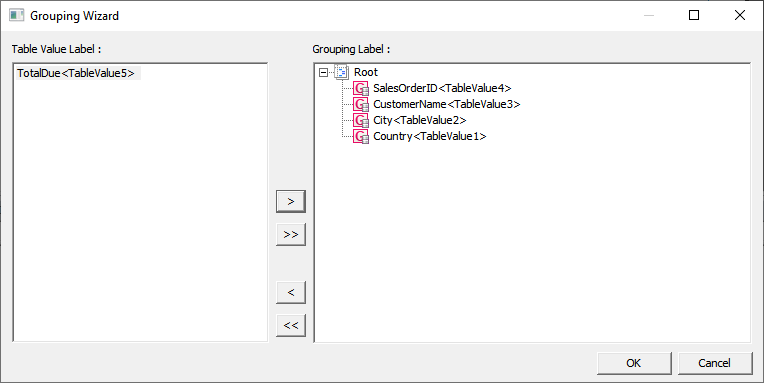 Grouping Wizard
Table Value Label :
Grouping Label :
TotalDue<TableValue5>
Root
SalesOrderID<TableValue4>
CustomerName<TableValue3>
City<TableValue2>
Country<TableValue1>
>
>>
<
<<
OK
Cancel